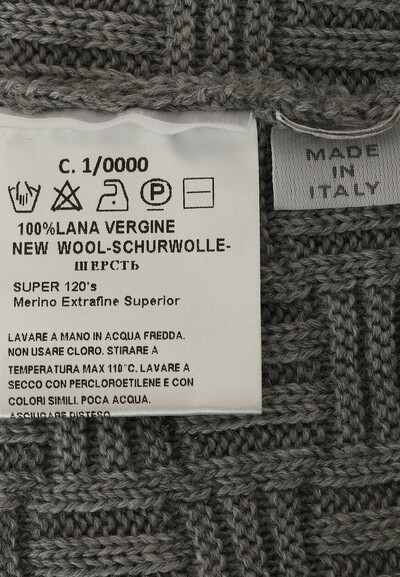 C. 1/0000
P
100%LANA VERGINE
NEW WOOL-SCHURWOLLE-
ШЕРСТЬ
SUPER 120's
Merino Extrafine Superior
LAVARE A MANO IN ACQUA FREDDA.
NON USARE CLORO. STIRARE A
TEMPERATURA MAX 110°C. LAVARE A
SECCO CON PERCLOROETILENE E CON
COLORI SIMILI. POCA ACQUA.
ASCIUGARE DISTESO
MADE
IN
ITALY